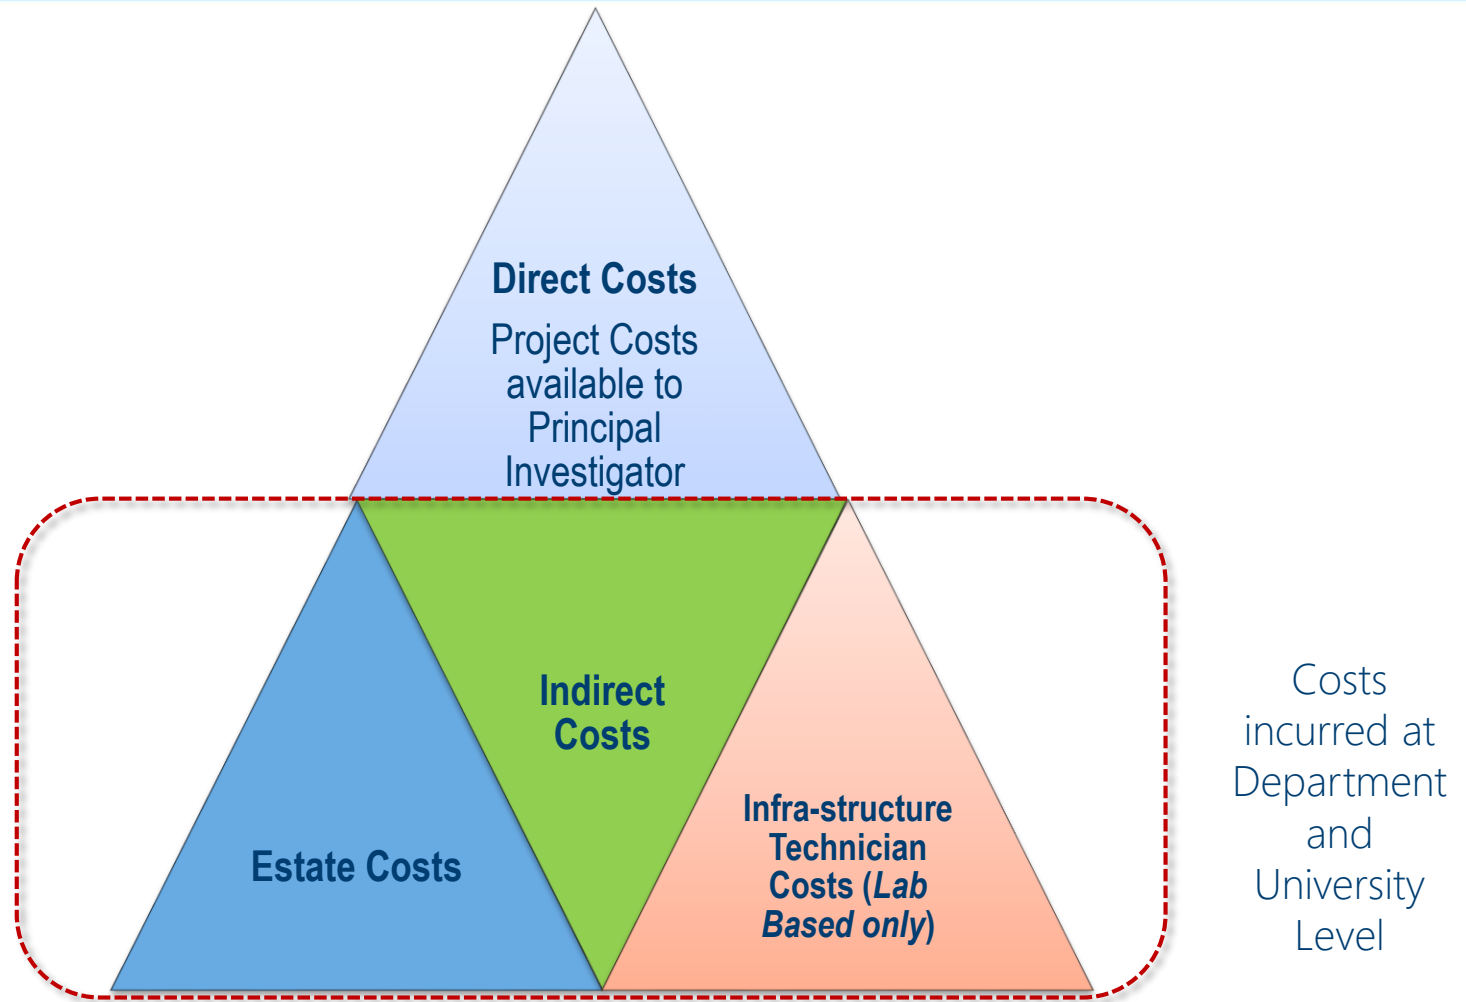 Direct Costs
Project Costs
available to
Principal
Investigator
Indirect
Costs
Estate Costs
Infra-structure
Technician
Costs (Lab
Based only)
Costs
incurred at
Department
and
University
Level